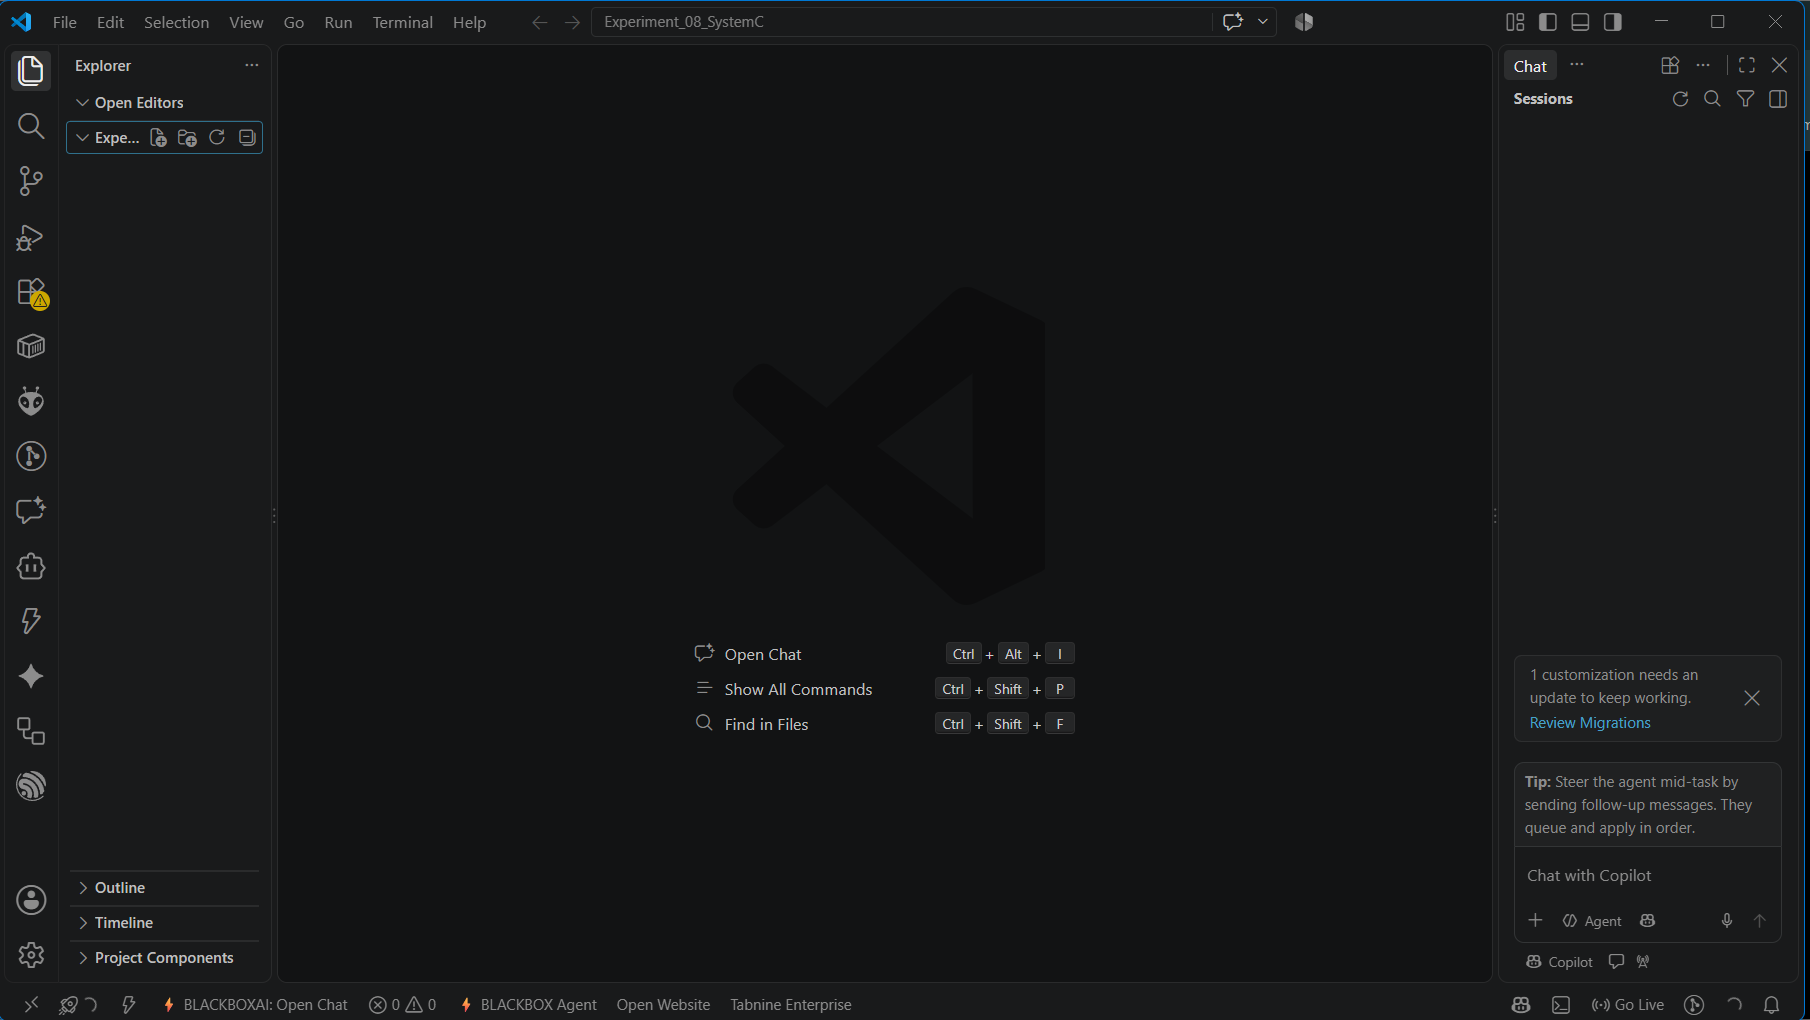 File Edit Selection View Go Run Terminal Help Experiment_08_SystemC
Explorer
Open Editors
Expe...
Outline
Timeline
Project Components
Open Chat Ctrl + Alt + I
Show All Commands Ctrl + Shift + P
Find in Files Ctrl + Shift + F
Chat
Sessions
1 customization needs an
update to keep working.
Review Migrations
Tip: Steer the agent mid-task by
sending follow-up messages. They
queue and apply in order.
Chat with Copilot
Agent
Copilot
BLACKBOXAI: Open Chat 0 0 BLACKBOX Agent Open Website Tabnine Enterprise Go Live